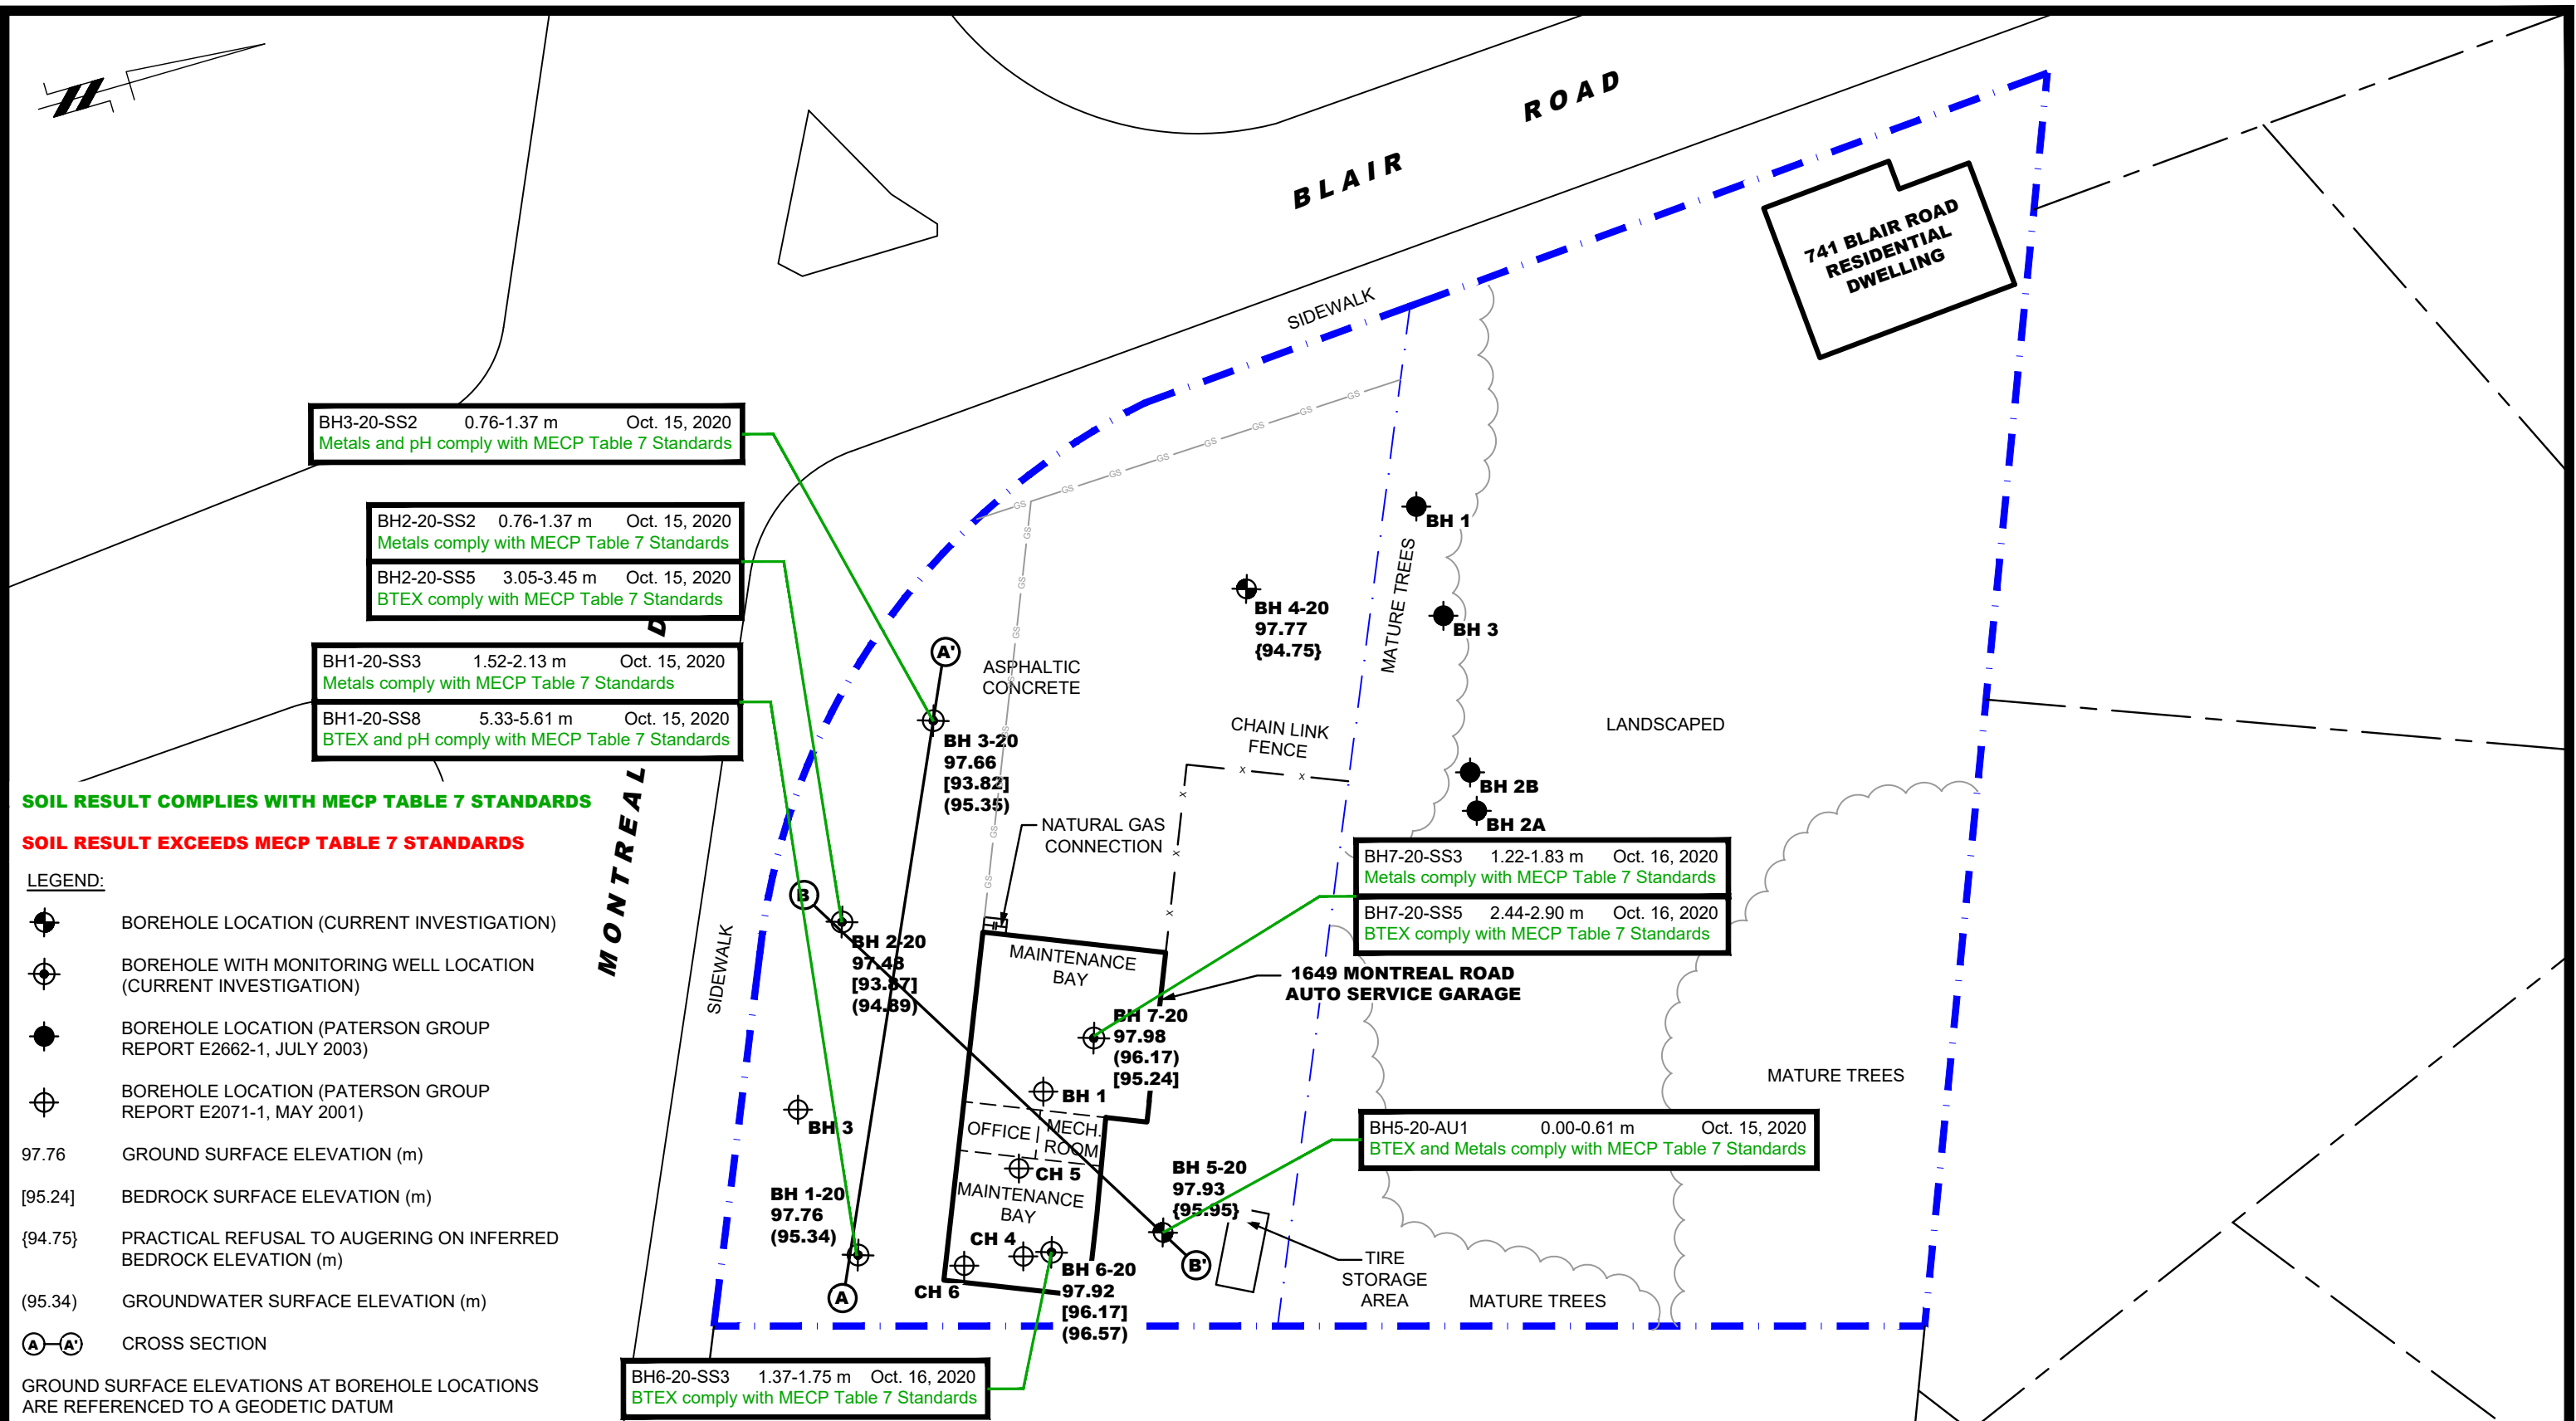 BLAIR ROAD
741 BLAIR ROAD
RESIDENTIAL
DWELLING
SIDEWALK
BH3-20-SS2 0.76-1.37 m Oct. 15, 2020
Metals and pH comply with MECP Table 7 Standards
BH2-20-SS2 0.76-1.37 m Oct. 15, 2020
Metals comply with MECP Table 7 Standards
BH2-20-SS5 3.05-3.45 m Oct. 15, 2020
BTEX comply with MECP Table 7 Standards
BH1-20-SS3 1.52-2.13 m Oct. 15, 2020
Metals comply with MECP Table 7 Standards
BH1-20-SS8 5.33-5.61 m Oct. 15, 2020
BTEX and pH comply with MECP Table 7 Standards
MONTREAL
GS GS GS GS GS GS GS GS
GS
GS
GS
GS
GS
GS
GS
BH 1
BH 4-20
97.77
{94.75}
MATURE TREES
BH 3
A'
ASPHALTIC
CONCRETE
BH 3-20
97.66
[93.82]
(95.35)
CHAIN LINK
FENCE
X X
X
X
X
LANDSCAPED
BH 2B
BH 2A
NATURAL GAS
CONNECTION
BH7-20-SS3 1.22-1.83 m Oct. 16, 2020
Metals comply with MECP Table 7 Standards
BH7-20-SS5 2.44-2.90 m Oct. 16, 2020
BTEX comply with MECP Table 7 Standards
B
BH 2-20
97.43
[93.87]
(94.89)
SIDEWALK
MAINTENANCE
BAY
1649 MONTREAL ROAD
AUTO SERVICE GARAGE
BH 7-20
97.98
(96.17)
[95.24]
BH 1
BH 3
OFFICE
MECH.
ROOM
CH 5
MATURE TREES
BH5-20-AU1 0.00-0.61 m Oct. 15, 2020
BTEX and Metals comply with MECP Table 7 Standards
BH 5-20
97.93
{95.95}
MAINTENANCE
BAY
BH 1-20
97.76
(95.34)
CH 4
CH 6
BH 6-20
97.92
[96.17]
(96.57)
A
B'
TIRE
STORAGE
AREA
MATURE TREES
BH6-20-SS3 1.37-1.75 m Oct. 16, 2020
BTEX comply with MECP Table 7 Standards
SOIL RESULT COMPLIES WITH MECP TABLE 7 STANDARDS
SOIL RESULT EXCEEDS MECP TABLE 7 STANDARDS
LEGEND:
BOREHOLE LOCATION (CURRENT INVESTIGATION)
BOREHOLE WITH MONITORING WELL LOCATION
(CURRENT INVESTIGATION)
BOREHOLE LOCATION (PATERSON GROUP
REPORT E2662-1, JULY 2003)
BOREHOLE LOCATION (PATERSON GROUP
REPORT E2071-1, MAY 2001)
97.76 GROUND SURFACE ELEVATION (m)
[95.24] BEDROCK SURFACE ELEVATION (m)
{94.75} PRACTICAL REFUSAL TO AUGERING ON INFERRED
BEDROCK ELEVATION (m)
(95.34) GROUNDWATER SURFACE ELEVATION (m)
A A' CROSS SECTION
GROUND SURFACE ELEVATIONS AT BOREHOLE LOCATIONS
ARE REFERENCED TO A GEODETIC DATUM